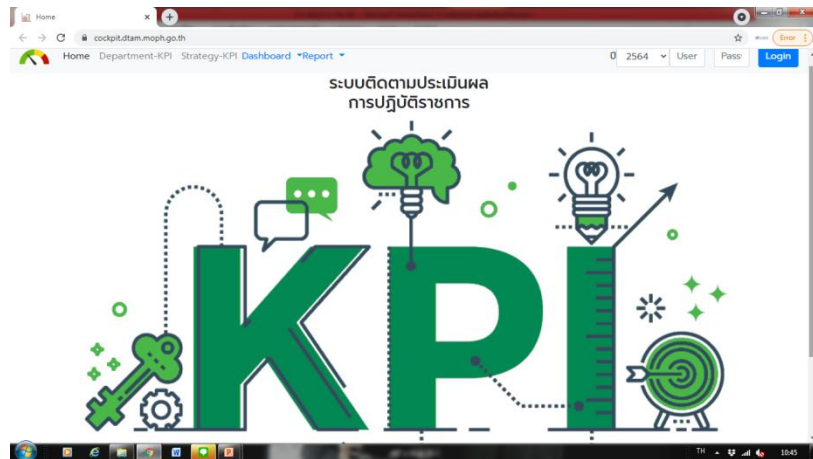 Home
cockpit.dtam.moph.go.th
Error
Home Department-KPI Strategy-KPI Dashboard Report ปี 2564 User Pass Login
ระบบติดตามประเมินผล
การปฏิบัติราชการ
KPI
TH 10:45